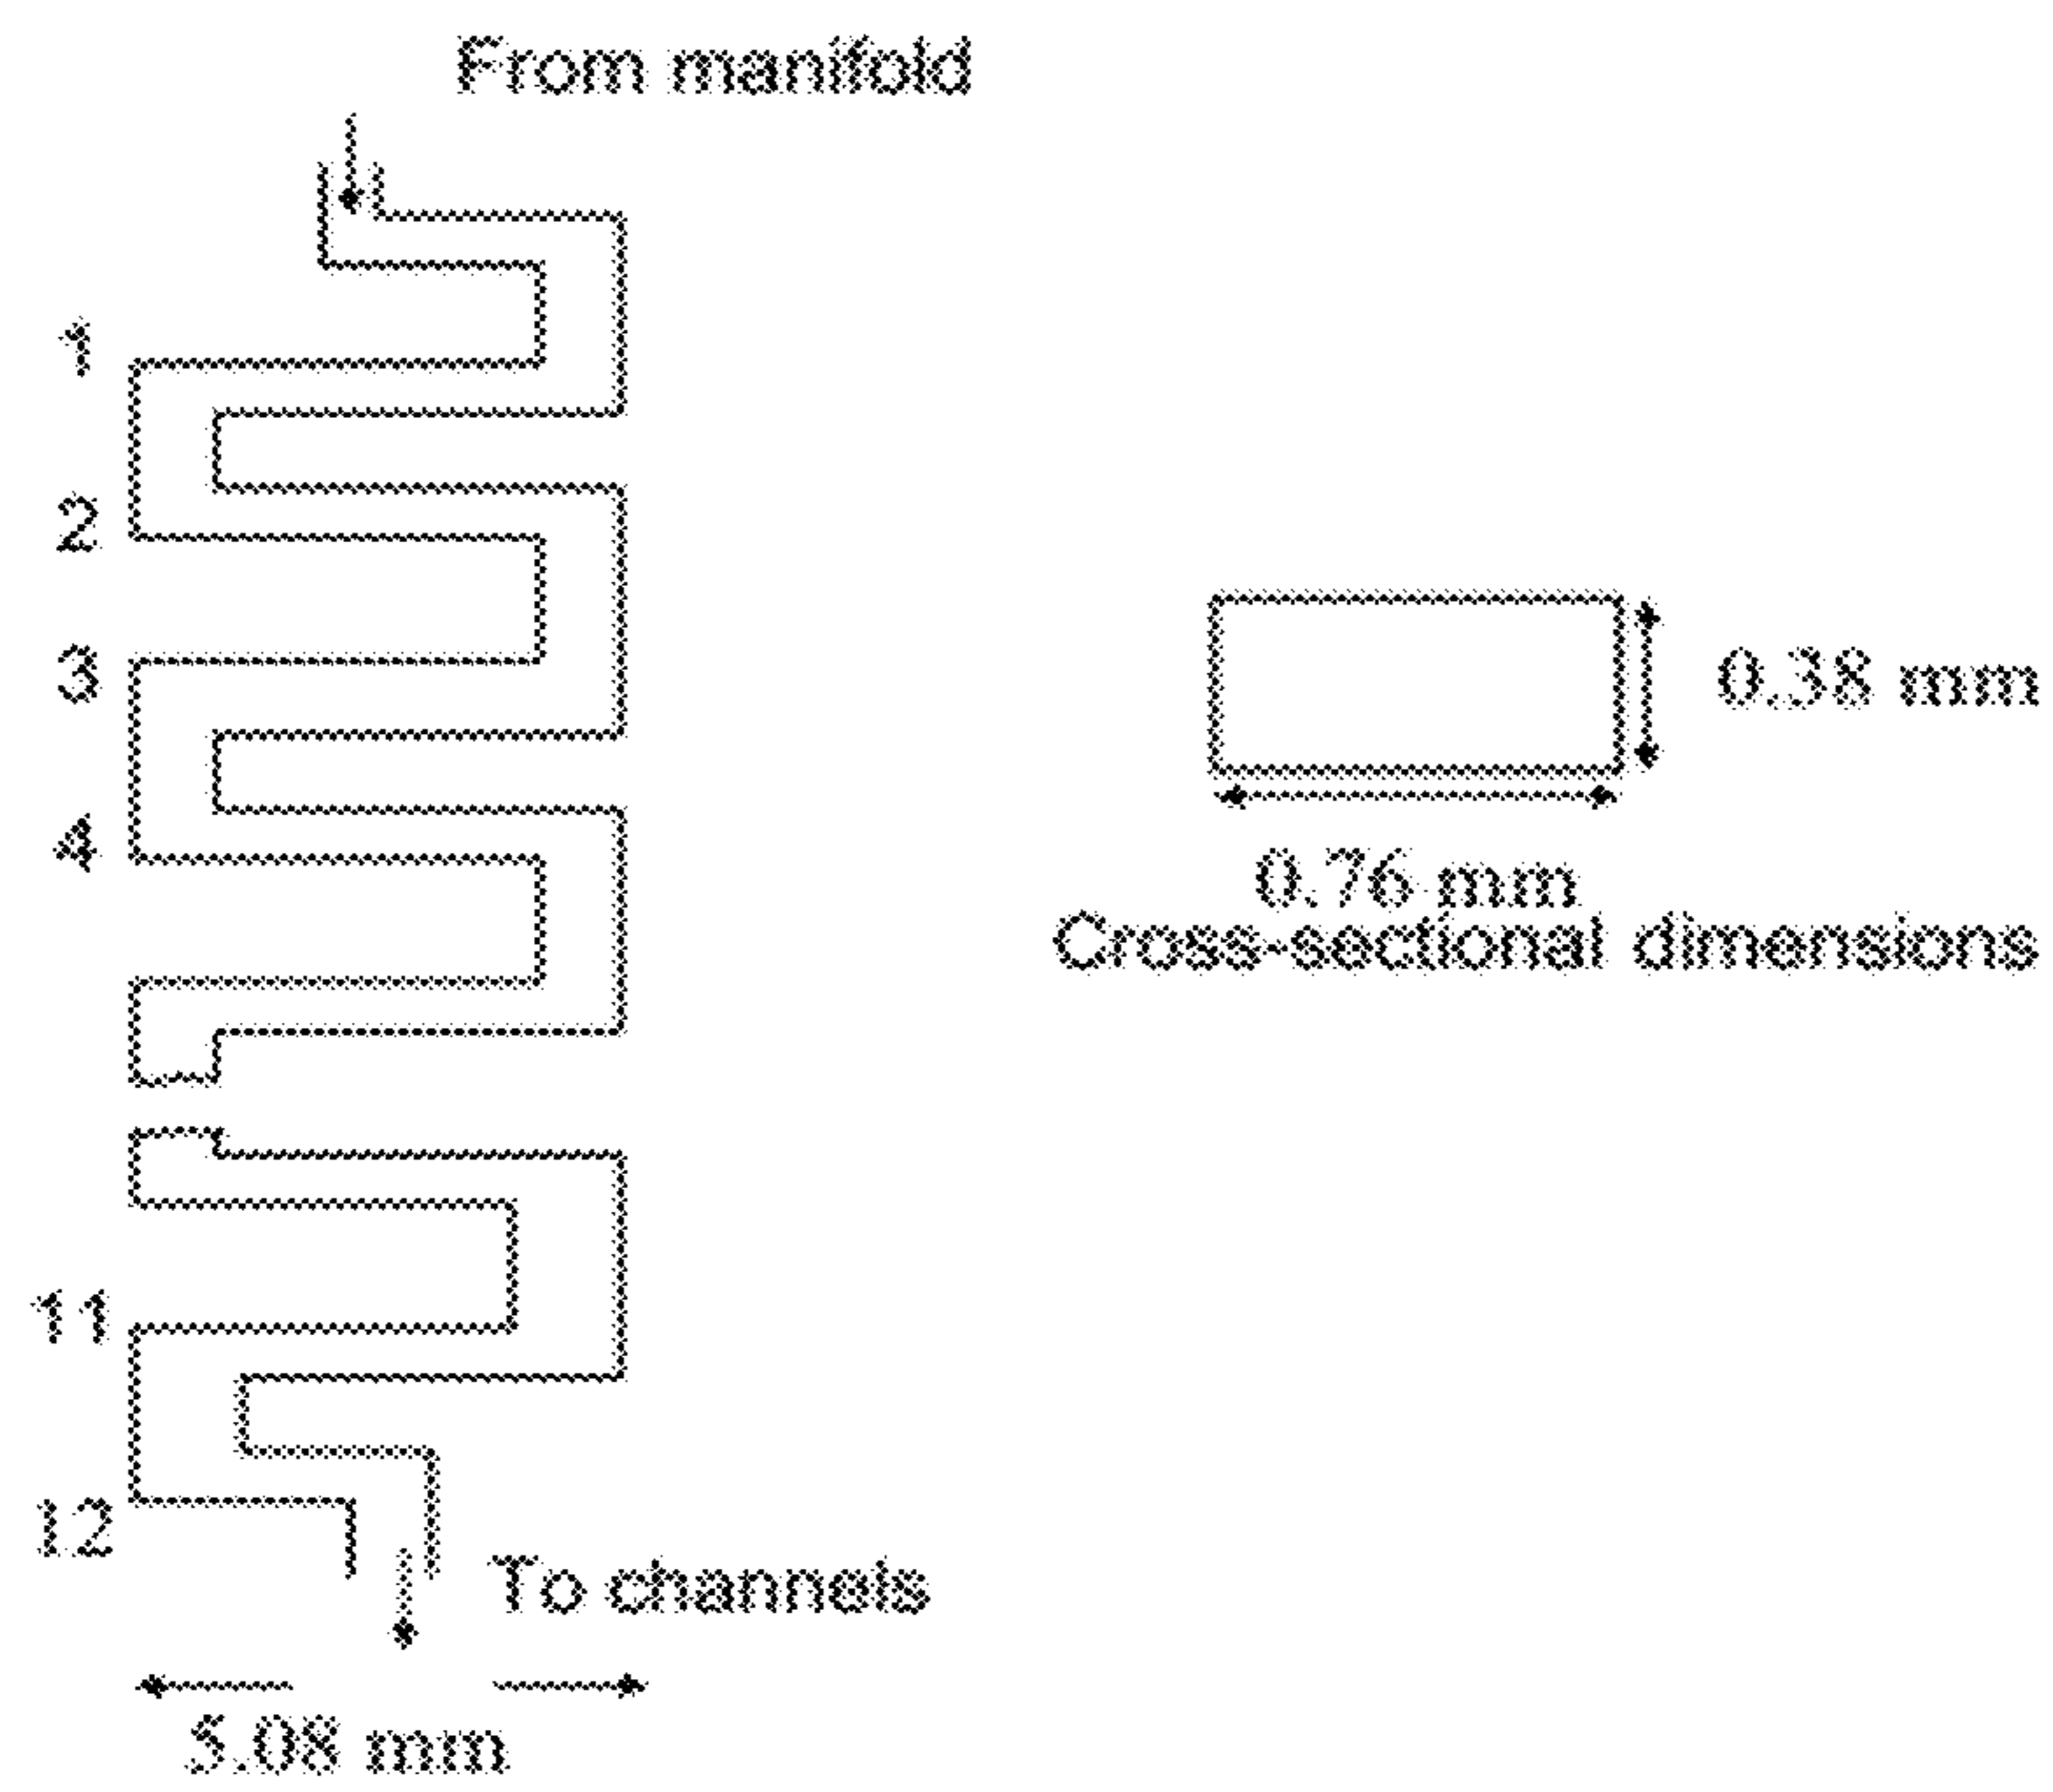 From manifold
1
2
3
0.38 mm
4
0.76 mm
Cross-sectional dimensions
11
12
To channels
5.08 mm